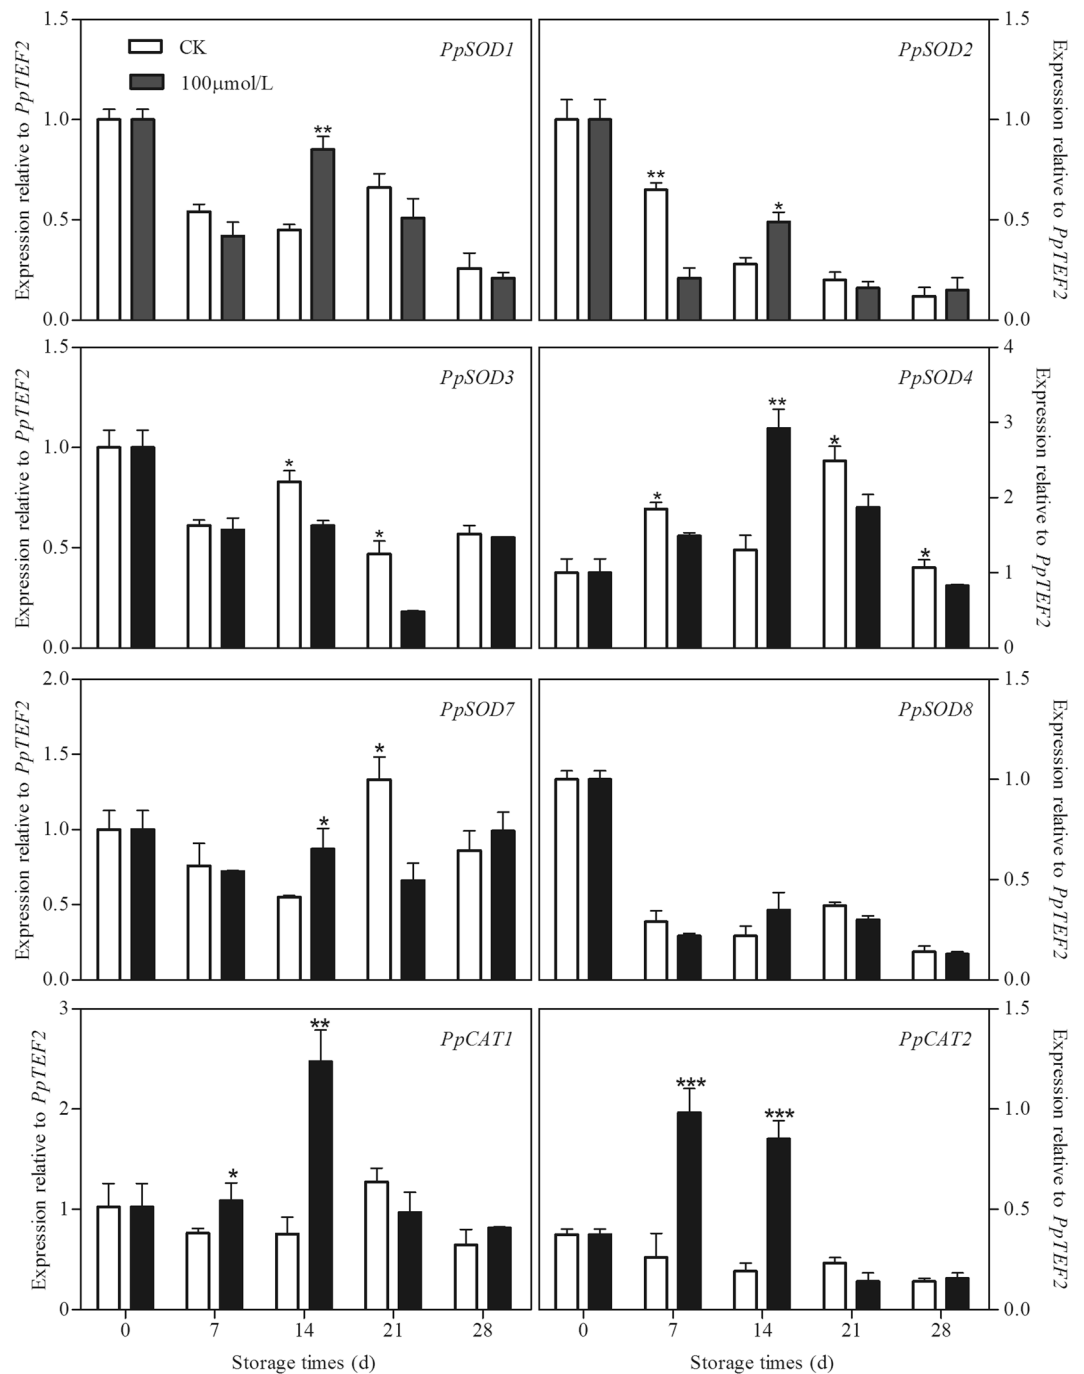 CK
100μmol/L
PpSOD1
1.5
1.0
0.5
0.0
Expression relative to PpTEF2
**
PpSOD2
1.5
1.0
0.5
0.0
Expression relative to PpTEF2
**
*
PpSOD3
1.5
1.0
0.5
0.0
Expression relative to PpTEF2
*
*
PpSOD4
4
3
2
1
0
Expression relative to PpTEF2
*
**
*
*
PpSOD7
2.0
1.5
1.0
0.5
0.0
Expression relative to PpTEF2
*
*
PpSOD8
1.5
1.0
0.5
0.0
Expression relative to PpTEF2
PpCAT1
3
2
1
0
Expression relative to PpTEF2
*
**
0 7 14 21 28
Storage times (d)
PpCAT2
1.5
1.0
0.5
0.0
Expression relative to PpTEF2
***
***
0 7 14 21 28
Storage times (d)